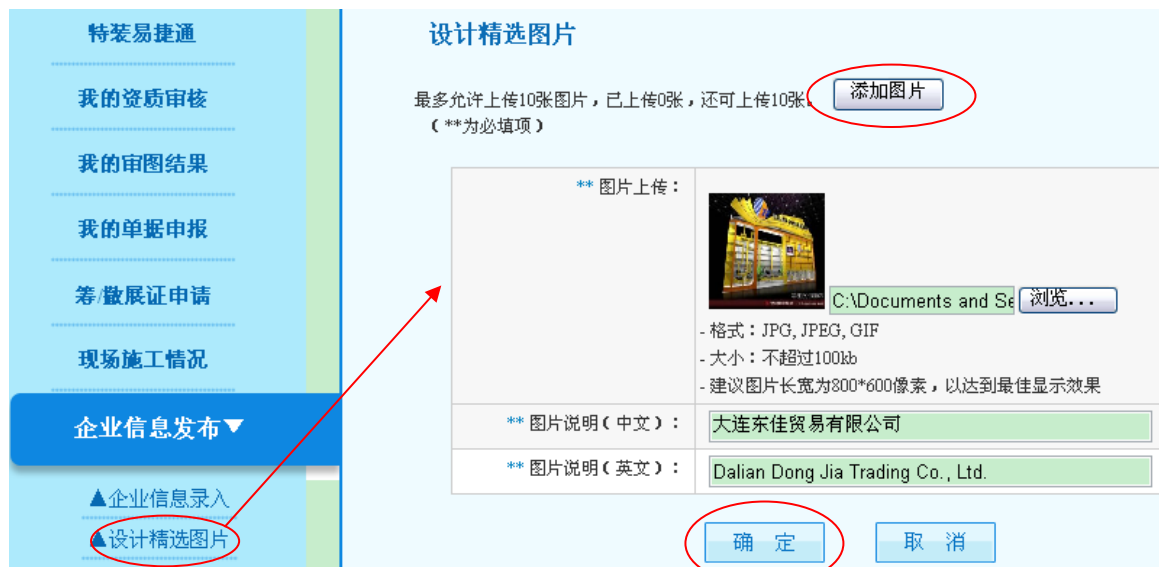 特装易捷通
我的资质审核
我的审图结果
我的单据申报
筹/撤展证申请
现场施工情况
企业信息发布▼
▲企业信息录入
▲设计精选图片
设计精选图片
最多允许上传10张图片，已上传0张，还可上传10张。 添加图片
(**为必填项)
** 图片上传：
C:\Documents and Se 浏览...
- 格式：JPG, JPEG, GIF
- 大小：不超过100kb
- 建议图片长宽为800*600像素，以达到最佳显示效果
** 图片说明(中文)： 大连东佳贸易有限公司
** 图片说明(英文)： Dalian Dong Jia Trading Co., Ltd.
确 定 取 消